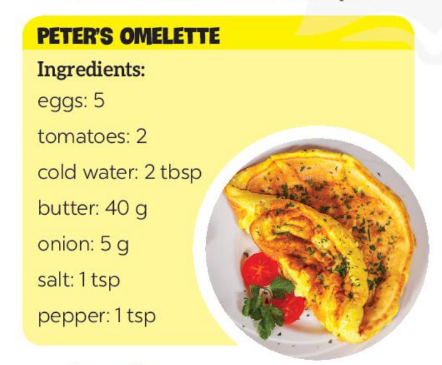 PETER'S OMELETTE
Ingredients:
eggs: 5
tomatoes: 2
cold water: 2 tbsp
butter: 40 g
onion: 5 g
salt: 1 tsp
pepper: 1 tsp